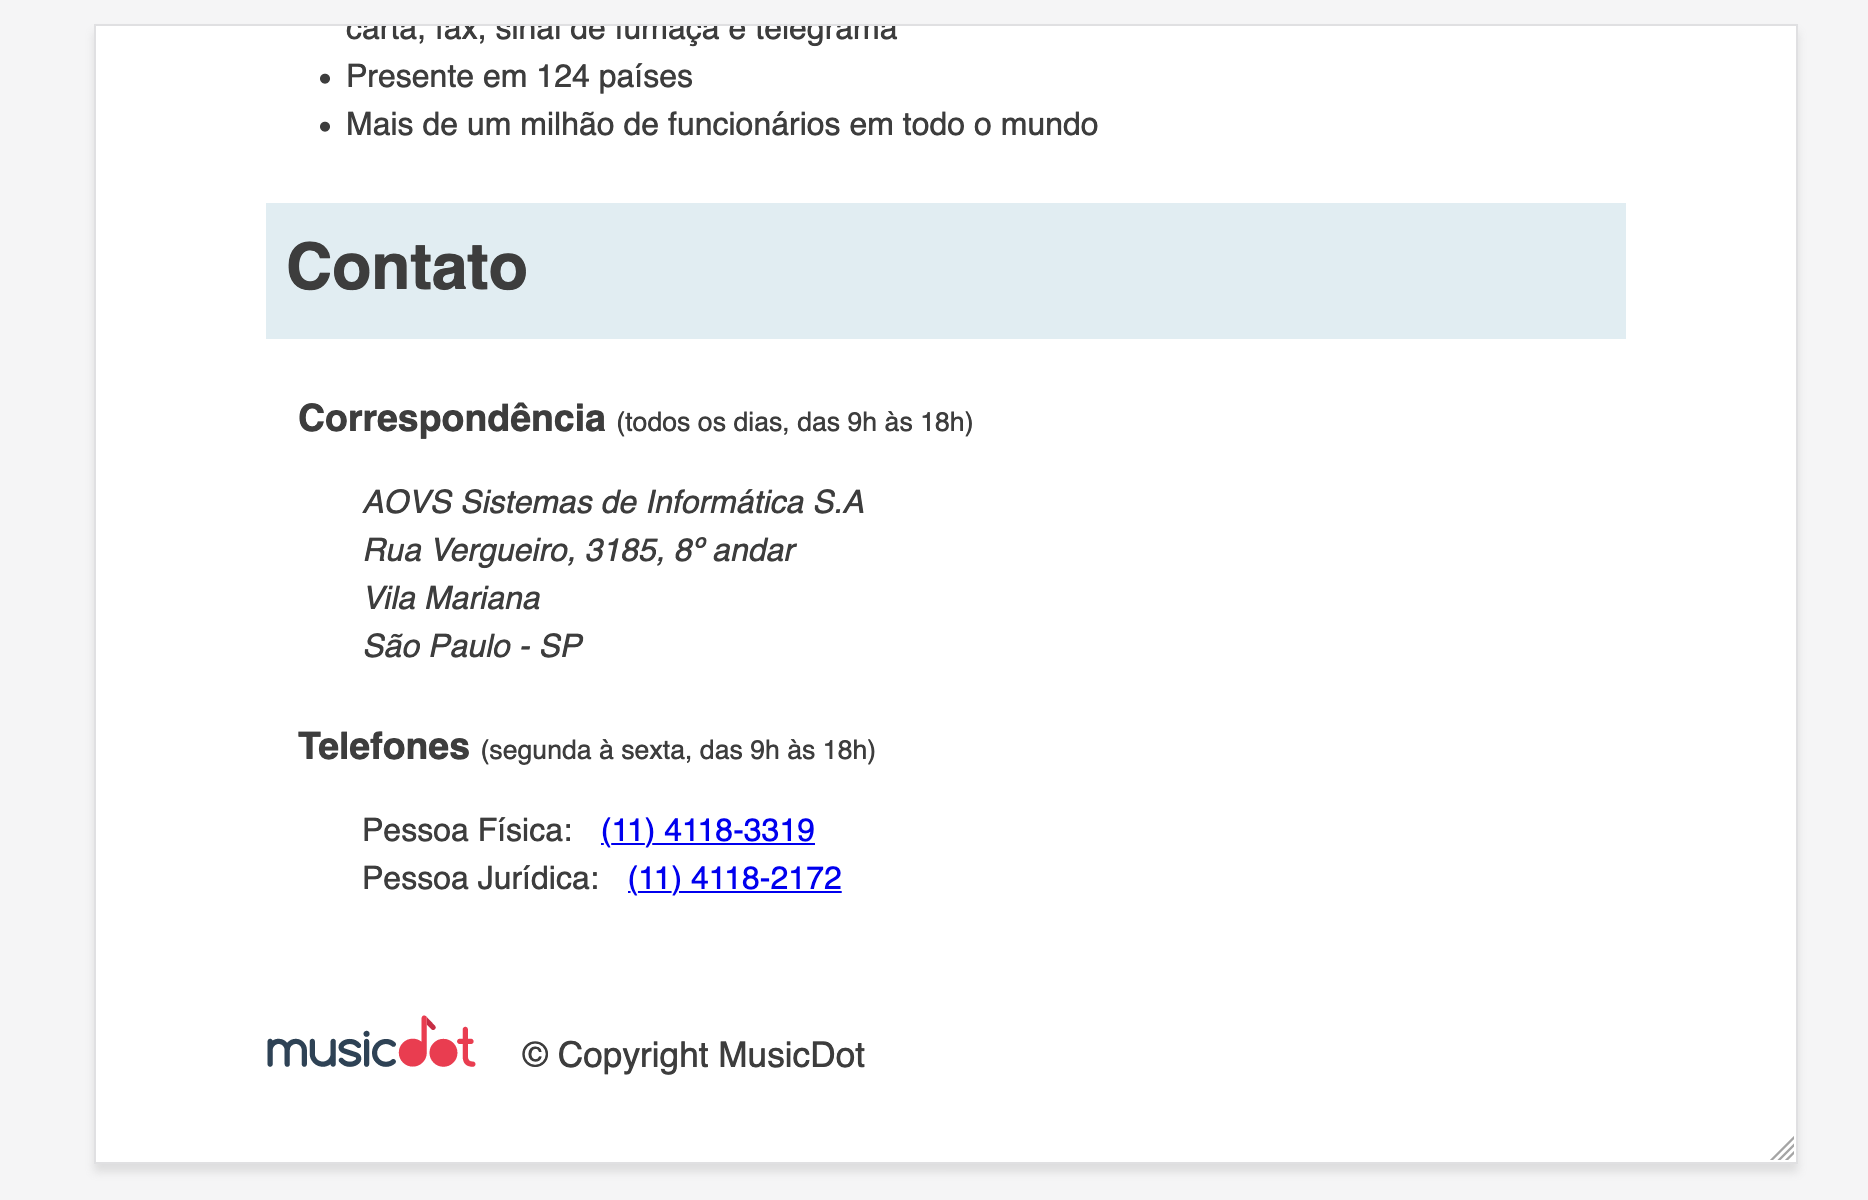 carta, fax, sinal de fumaça e telegrama
• Presente em 124 países
• Mais de um milhão de funcionários em todo o mundo
Contato
Correspondência (todos os dias, das 9h às 18h)
AOVS Sistemas de Informática S.A
Rua Vergueiro, 3185, 8º andar
Vila Mariana
São Paulo - SP
Telefones (segunda à sexta, das 9h às 18h)
Pessoa Física: (11) 4118-3319
Pessoa Jurídica: (11) 4118-2172
musicdot © Copyright MusicDot